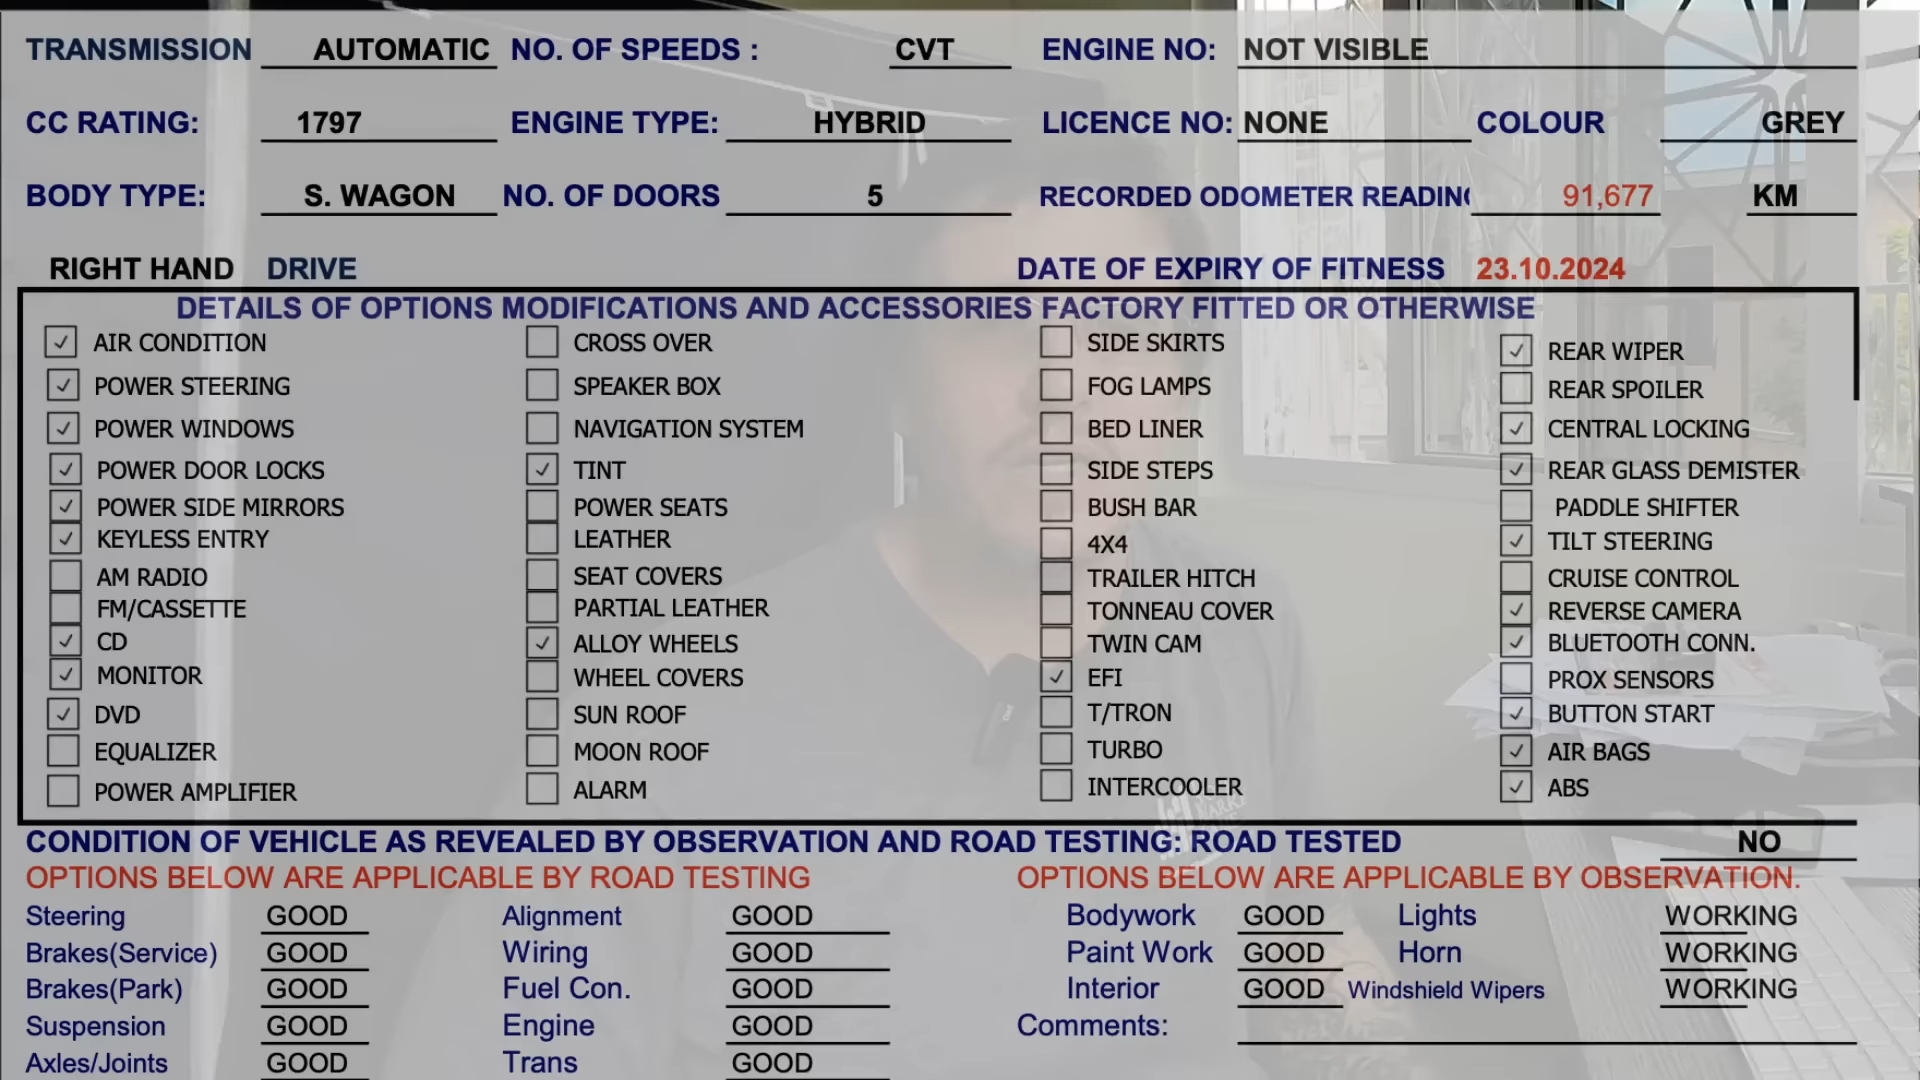 TRANSMISSION AUTOMATIC NO. OF SPEEDS : CVT ENGINE NO: NOT VISIBLE
CC RATING: 1797 ENGINE TYPE: HYBRID LICENCE NO: NONE COLOUR GREY
BODY TYPE: S. WAGON NO. OF DOORS 5 RECORDED ODOMETER READING 91,677 KM
RIGHT HAND DRIVE DATE OF EXPIRY OF FITNESS 23.10.2024
DETAILS OF OPTIONS MODIFICATIONS AND ACCESSORIES FACTORY FITTED OR OTHERWISE
✓ AIR CONDITION CROSS OVER SIDE SKIRTS ✓ REAR WIPER
✓ POWER STEERING SPEAKER BOX FOG LAMPS REAR SPOILER
✓ POWER WINDOWS NAVIGATION SYSTEM BED LINER ✓ CENTRAL LOCKING
✓ POWER DOOR LOCKS ✓ TINT SIDE STEPS ✓ REAR GLASS DEMISTER
✓ POWER SIDE MIRRORS POWER SEATS BUSH BAR PADDLE SHIFTER
✓ KEYLESS ENTRY LEATHER 4X4 ✓ TILT STEERING
AM RADIO SEAT COVERS TRAILER HITCH CRUISE CONTROL
FM/CASSETTE PARTIAL LEATHER TONNEAU COVER ✓ REVERSE CAMERA
✓ CD ✓ ALLOY WHEELS TWIN CAM ✓ BLUETOOTH CONN.
✓ MONITOR WHEEL COVERS ✓ EFI PROX SENSORS
✓ DVD SUN ROOF T/TRON ✓ BUTTON START
EQUALIZER MOON ROOF TURBO ✓ AIR BAGS
POWER AMPLIFIER ALARM INTERCOOLER ✓ ABS
CONDITION OF VEHICLE AS REVEALED BY OBSERVATION AND ROAD TESTING: ROAD TESTED NO
OPTIONS BELOW ARE APPLICABLE BY ROAD TESTING OPTIONS BELOW ARE APPLICABLE BY OBSERVATION.
Steering GOOD Alignment GOOD Bodywork GOOD Lights WORKING
Brakes(Service) GOOD Wiring GOOD Paint Work GOOD Horn WORKING
Brakes(Park) GOOD Fuel Con. GOOD Interior GOOD Windshield Wipers WORKING
Suspension GOOD Engine GOOD Comments:
Axles/Joints GOOD Trans GOOD